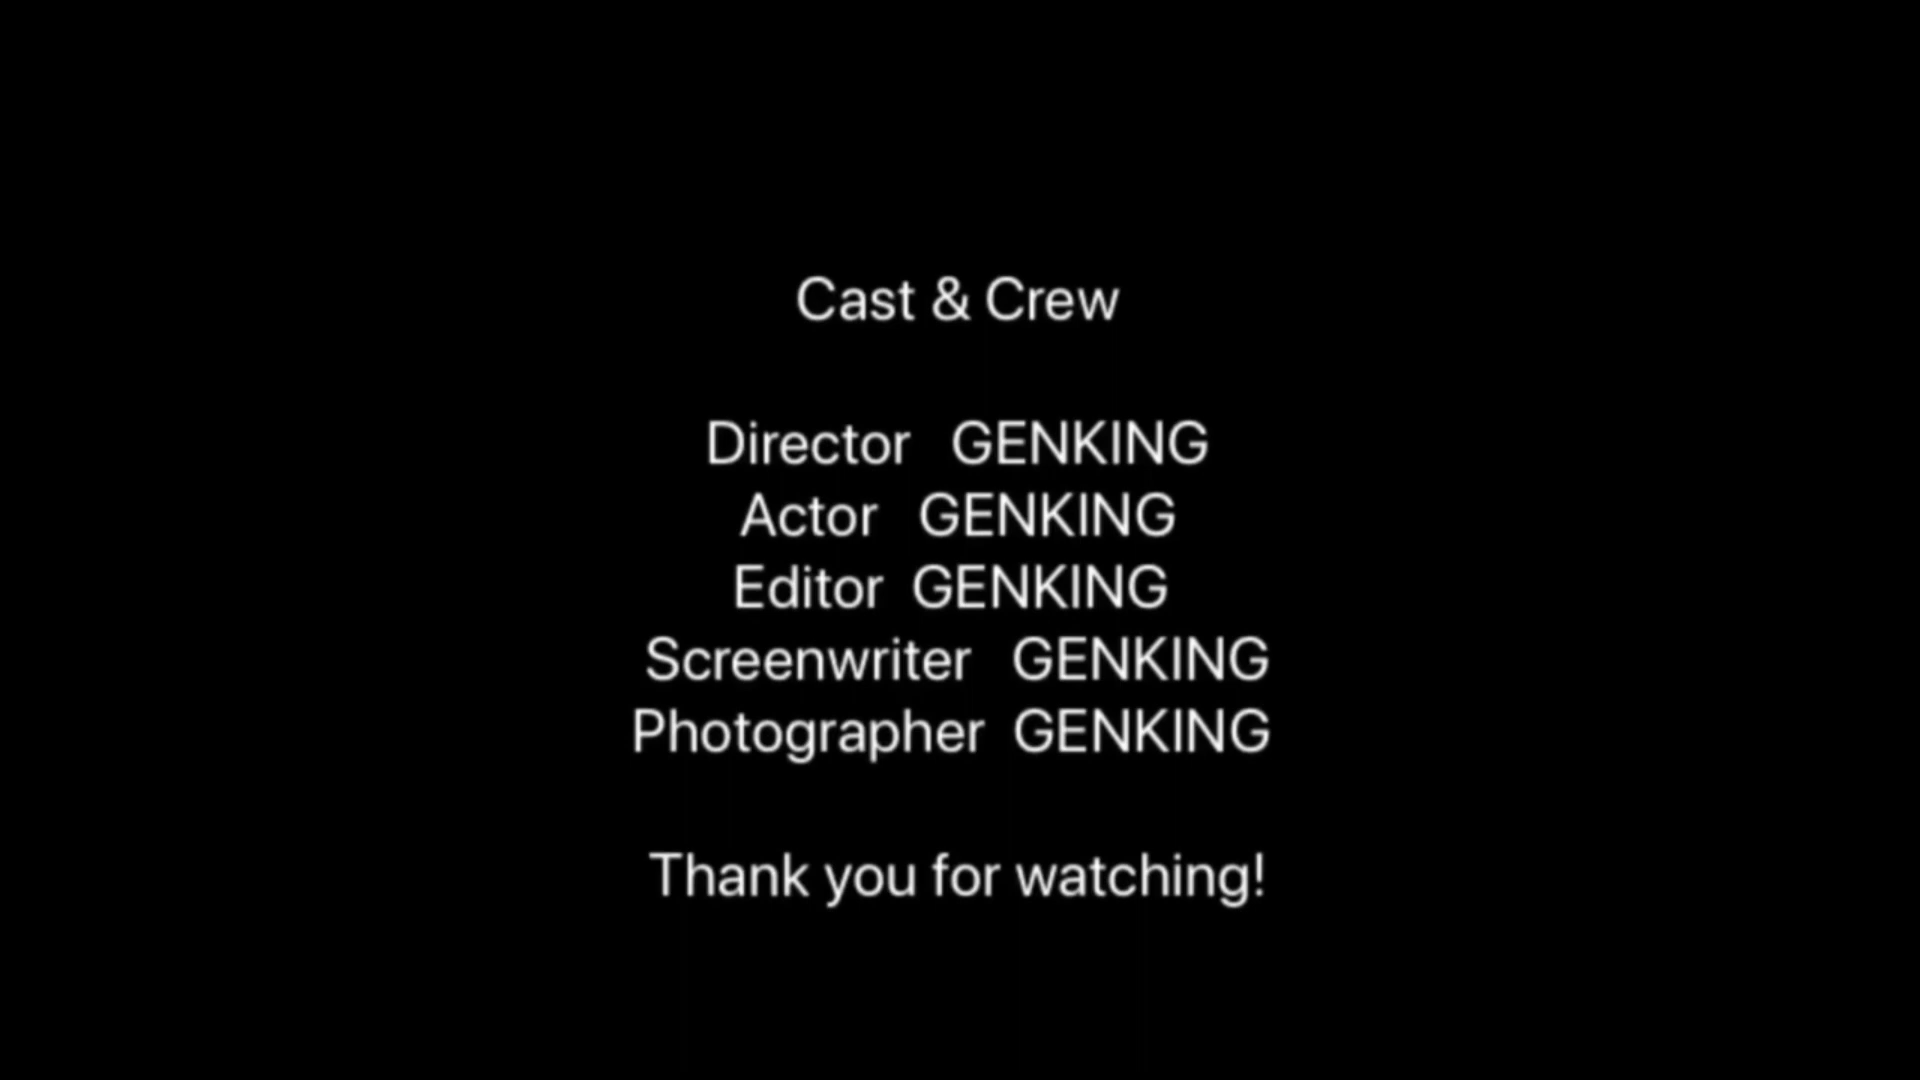 Cast & Crew
Director GENKING
Actor GENKING
Editor GENKING
Screenwriter GENKING
Photographer GENKING
Thank you for watching!